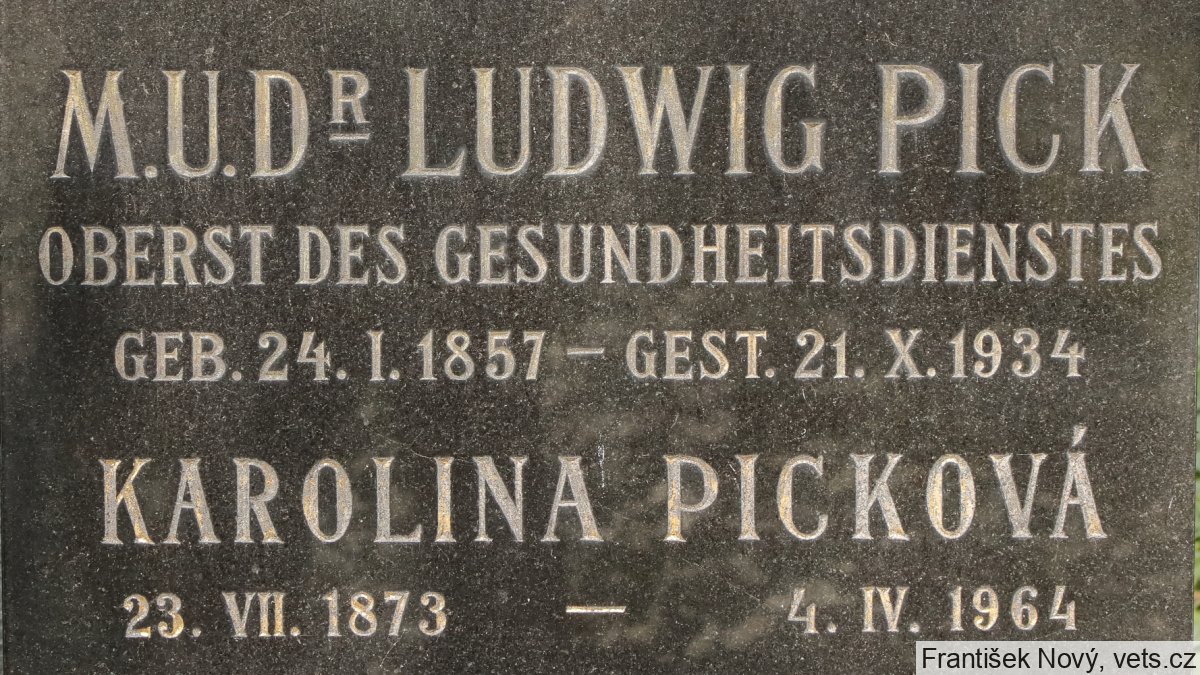 M.U.Dr LUDWIG PICK
OBERST DES GESUNDHEITSDIENSTES
GEB. 24. I. 1857 – GEST. 21. X. 1934
KAROLINA PICKOVÁ
23. VII. 1873 – 4. IV. 1964
František Nový, vets.cz